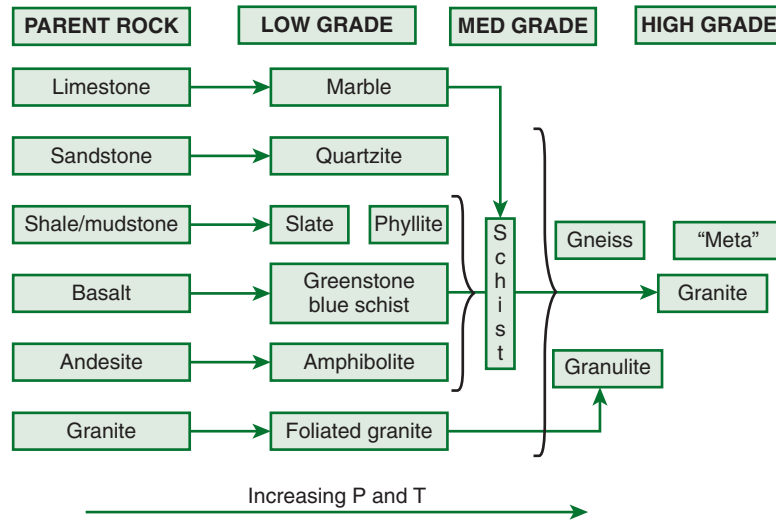 PARENT ROCK
LOW GRADE
MED GRADE
HIGH GRADE
Limestone
Marble
Sandstone
Quartzite
Shale/mudstone
Slate
Phyllite
Schist
Gneiss
“Meta”
Basalt
Greenstone
blue schist
Granite
Andesite
Amphibolite
Granulite
Granite
Foliated granite
Increasing P and T